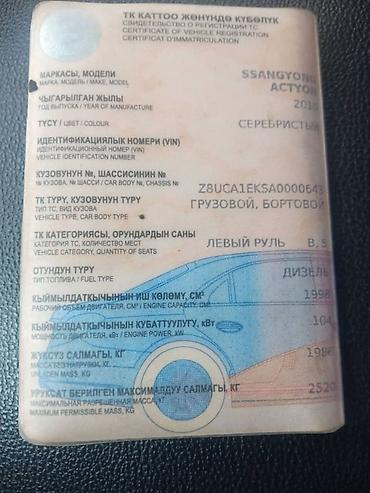 ТК КАТТОО ЖӨНҮНДӨ КҮБӨЛҮК
СВИДЕТЕЛЬСТВО О РЕГИСТРАЦИИ ТС
CERTIFICATE OF VEHICLE REGISTRATION
CERTIFICAT D'IMMATRICULATION
МАРКАСЫ, МОДЕЛИ
МАРКА, МОДЕЛЬ / MAKE, MODEL
SSANGYONG
ACTYON
ЧЫГАРЫЛГАН ЖЫЛЫ
ГОД ВЫПУСКА / YEAR OF MANUFACTURE
ТҮСҮ / ЦВЕТ / COLOUR
СЕРЕБРИСТЫЙ
ИДЕНТИФИКАЦИЯЛЫК НОМЕРИ (VIN)
ИДЕНТИФИКАЦИОННЫЙ НОМЕР (VIN)
VEHICLE IDENTIFICATION NUMBER
КУЗОВУНУН №, ШАССИСИНИН №
№ КУЗОВА, № ШАССИ / CAR BODY №, CHASSIS №
Z8UCA1EKSA0000643
ТК ТҮРҮ, КУЗОВУНУН ТҮРҮ
ТИП ТС, ВИД КУЗОВА
VEHICLE TYPE, CAR BODY TYPE
ГРУЗОВОЙ, БОРТОВОЙ
ТК КАТЕГОРИЯСЫ, ОРУНДАРДЫН САНЫ
КАТЕГОРИЯ ТС, КОЛИЧЕСТВО МЕСТ
VEHICLE CATEGORY, QUANTITY OF SEATS
ЛЕВЫЙ РУЛЬ B, 5
ОТУНДУН ТҮРҮ
ТИП ТОПЛИВА / FUEL TYPE
ДИЗЕЛЬ
КЫЙМЫЛДАТКЫЧЫНЫН ИШ КӨЛӨМҮ, СМ³
РАБОЧИЙ ОБЪЕМ ДВИГАТЕЛЯ, СМ³ / ENGINE CAPACITY, CM³
1998
КЫЙМЫЛДАТКЫЧЫНЫН КУБАТТУУЛУГУ, кВт
МОЩНОСТЬ ДВИГАТЕЛЯ, кВт / ENGINE POWER, KW
104
ЖҮКСҮЗ САЛМАГЫ, КГ
МАССА БЕЗ НАГРУЗКИ, КГ
UNLADEN MASS, KG
УРУКСАТ БЕРИЛГЕН МАКСИМАЛДУУ САЛМАГЫ, КГ
МАКСИМАЛЬНАЯ РАЗРЕШЕННАЯ МАССА, КГ
MAXIMUM PERMISSIBLE MASS, KG
2520